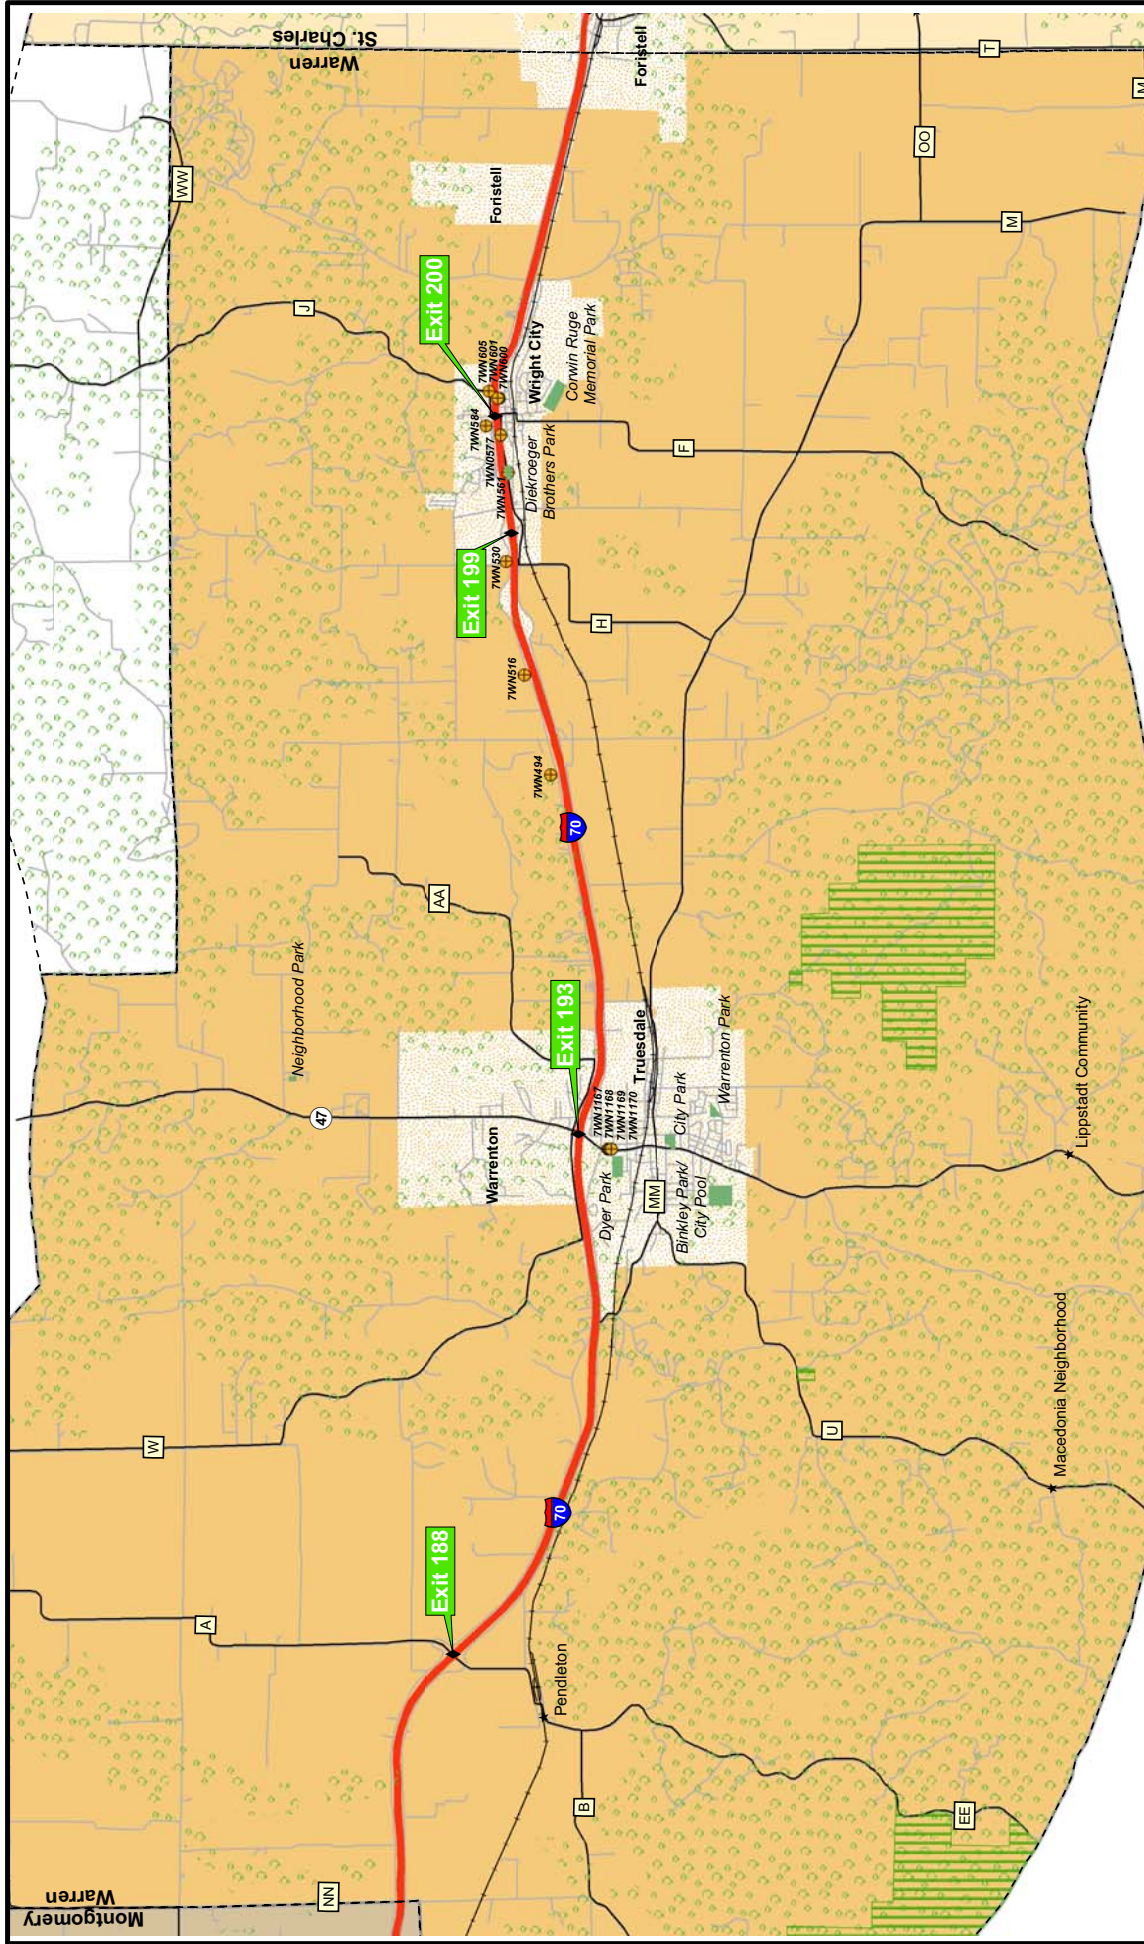 Montgomery
Warren
NN
A
W
47
Neighborhood Park
AA
WW
J
Warren
St. Charles
Exit 188
Warrenton
Exit 193
70
7WN494
7WN516
Exit 199
7WN530
7WN561
7WN0577
7WN584
Exit 200
7WN605
7WN601
7WN600
Foristell
Foristell
Wright City
Corwin Ruge
Memorial Park
Diekroeger
Brothers Park
Pendleton
70
B
EE
Dyer Park
7WN1167
7WN1168
7WN1169
7WN1170
Truesdale
MM
Binkley Park/
City Pool
City Park
Warrenton Park
H
F
U
Macedonia Neighborhood
Lippstadt Community
M
OO
T
M